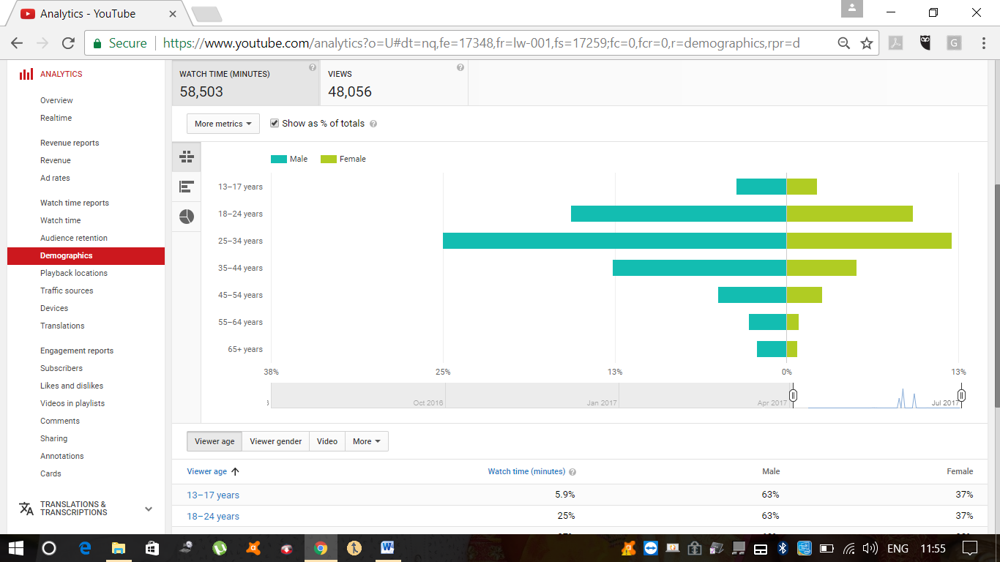 Analytics - YouTube
Secure https://www.youtube.com/analytics?o=U#dt=nq,fe=17348,fr=lw-001,fs=17259;fc=0,fcr=0,r=demographics,rpr=d
ANALYTICS
Overview
Realtime
Revenue reports
Revenue
Ad rates
Watch time reports
Watch time
Audience retention
Demographics
Playback locations
Traffic sources
Devices
Translations
Engagement reports
Subscribers
Likes and dislikes
Videos in playlists
Comments
Sharing
Annotations
Cards
TRANSLATIONS &
TRANSCRIPTIONS
WATCH TIME (MINUTES) ?
58,503
VIEWS ?
48,056
More metrics Show as % of totals ?
Male Female
13–17 years
18–24 years
25–34 years
35–44 years
45–54 years
55–64 years
65+ years
38% 25% 13% 0% 13%
Oct 2016 Jan 2017 Apr 2017 Jul 2017
Viewer age Viewer gender Video More
Viewer age Watch time (minutes) ? Male Female
13–17 years 5.9% 63% 37%
18–24 years 25% 63% 37%
ENG 11:55